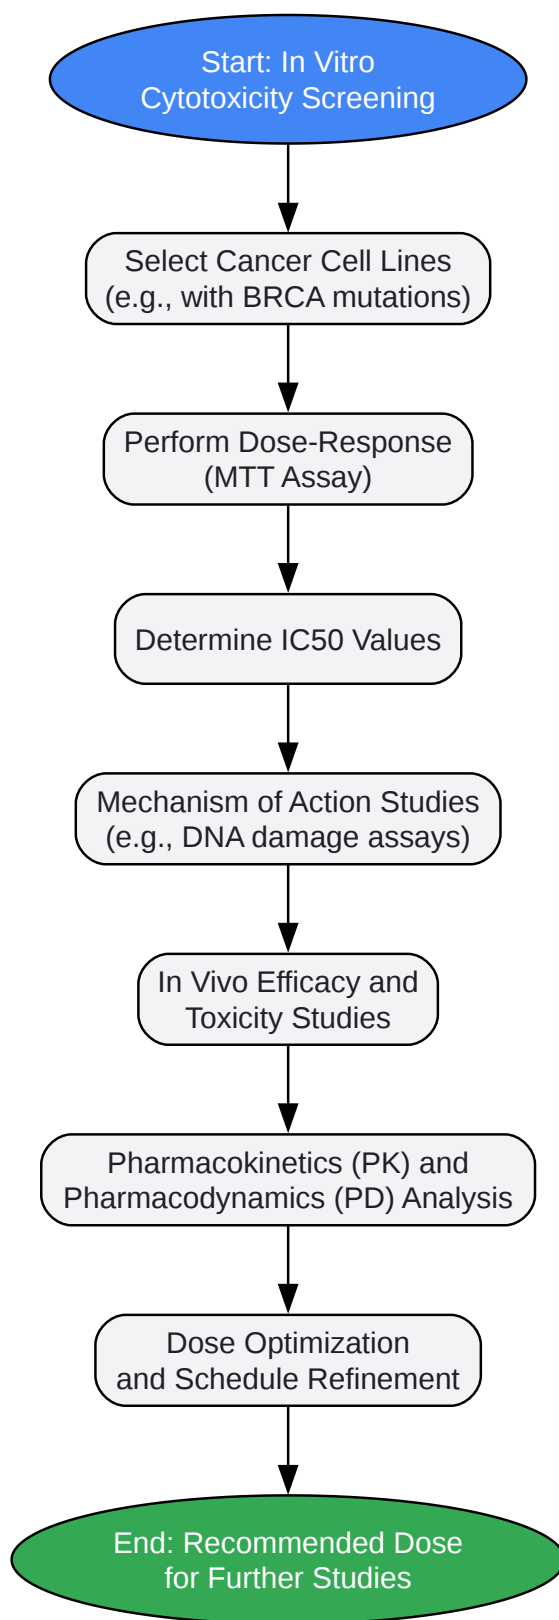 Start: In Vitro
Cytotoxicity Screening
Select Cancer Cell Lines
(e.g., with BRCA mutations)
Perform Dose-Response
(MTT Assay)
Determine IC50 Values
Mechanism of Action Studies
(e.g., DNA damage assays)
In Vivo Efficacy and
Toxicity Studies
Pharmacokinetics (PK) and
Pharmacodynamics (PD) Analysis
Dose Optimization
and Schedule Refinement
End: Recommended Dose
for Further Studies